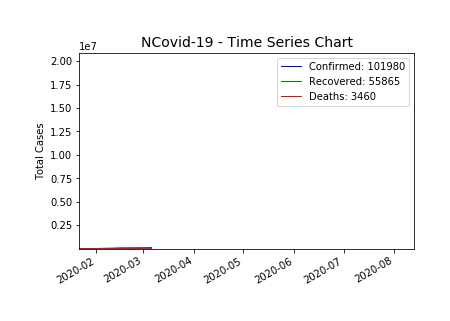 NCovid-19 - Time Series Chart
1e7
2.00
1.75
1.50
1.25
1.00
0.75
0.50
0.25
Total Cases
Confirmed: 101980
Recovered: 55865
Deaths: 3460
2020-02
2020-03
2020-04
2020-05
2020-06
2020-07
2020-08